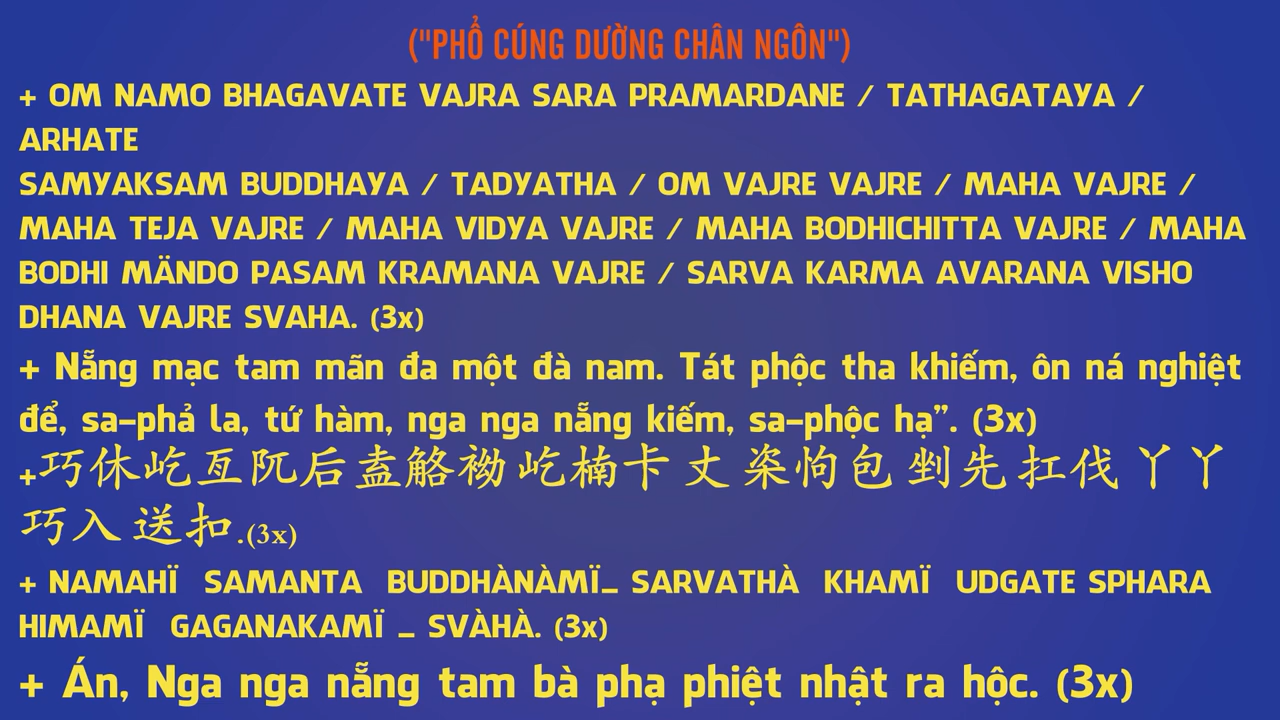 ("PHỔ CÚNG DƯỜNG CHÂN NGÔN")
+ OM NAMO BHAGAVATE VAJRA SARA PRAMARDANE / TATHAGATAYA /
ARHATE
SAMYAKSAM BUDDHAYA / TADYATHA / OM VAJRE VAJRE / MAHA VAJRE /
MAHA TEJA VAJRE / MAHA VIDYA VAJRE / MAHA BODHICHITTA VAJRE / MAHA
BODHI MÄNDO PASAM KRAMANA VAJRE / SARVA KARMA AVARANA VISHO
DHANA VAJRE SVAHA. (3x)
+ Nẵng mạc tam mãn đa một đà nam. Tát phộc tha khiếm, ôn ná nghiệt
để, sa-phả la, tứ hàm, nga nga nẵng kiếm, sa-phộc hạ”. (3x)
+巧休屹亙阢后盍觡袎屹楠卡丈楶怐包剉先扛伐丫丫
巧入送扣.(3x)
+ NAMAHÏ SAMANTA BUDDHÀNÀMÏ_ SARVATHÀ KHAMÏ UDGATE SPHARA
HIMAMÏ GAGANAKAMÏ _ SVÀHÀ. (3x)
+ Án, Nga nga nẵng tam bà phạ phiệt nhật ra hộc. (3x)